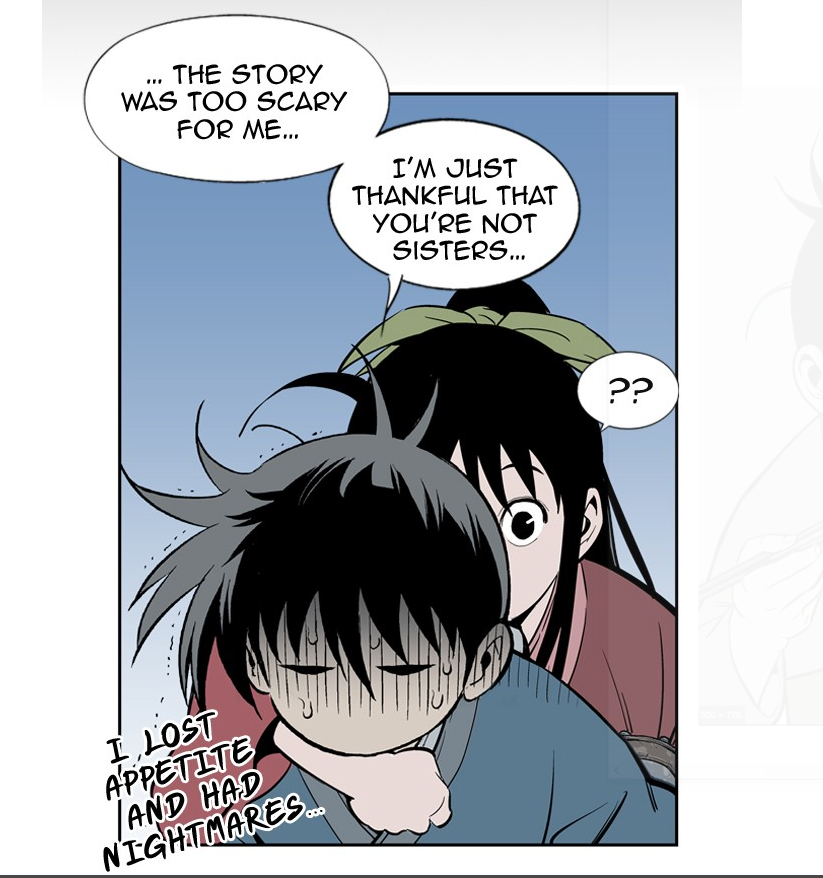 ... THE STORY
WAS TOO SCARY
FOR ME...
I'M JUST
THANKFUL THAT
YOU'RE NOT
SISTERS...
??
I LOST
APPETITE
AND HAD
NIGHTMARES...